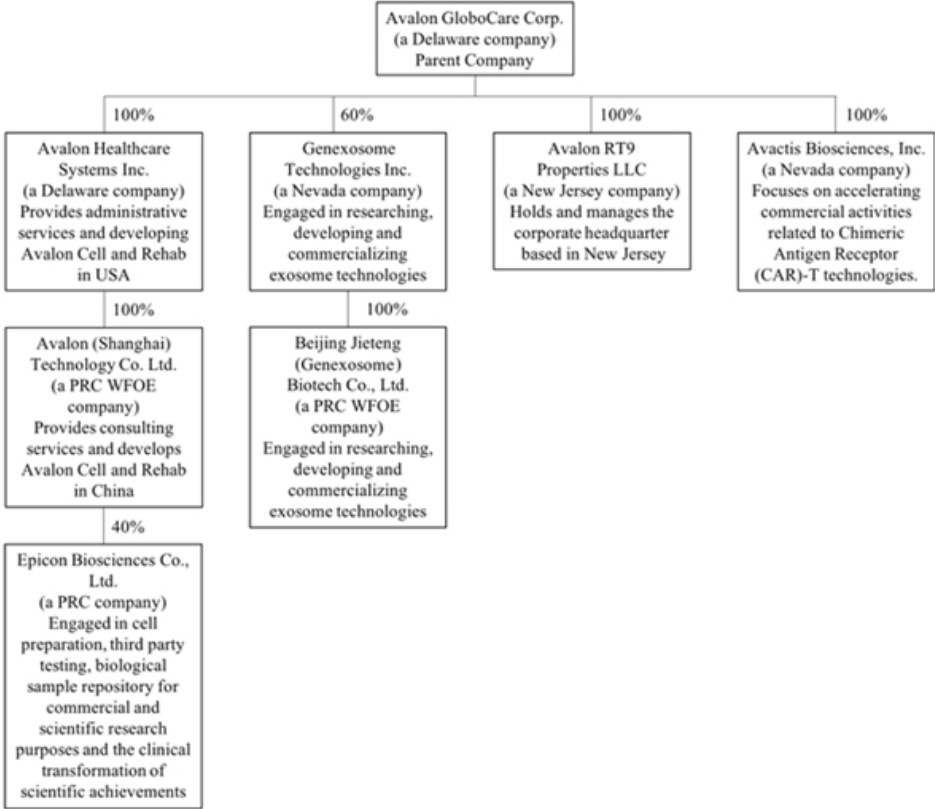 Avalon GloboCare Corp.
(a Delaware company)
Parent Company
100%
60%
100%
100%
Avalon Healthcare
Systems Inc.
(a Delaware company)
Provides administrative
services and developing
Avalon Cell and Rehab
in USA
Genexosome
Technologies Inc.
(a Nevada company)
Engaged in researching,
developing and
commercializing
exosome technologies
Avalon RT9
Properties LLC
(a New Jersey company)
Holds and manages the
corporate headquarter
based in New Jersey
Avactis Biosciences, Inc.
(a Nevada company)
Focuses on accelerating
commercial activities
related to Chimeric
Antigen Receptor
(CAR)-T technologies.
100%
100%
Avalon (Shanghai)
Technology Co. Ltd.
(a PRC WFOE
company)
Provides consulting
services and develops
Avalon Cell and Rehab
in China
Beijing Jieteng
(Genexosome)
Biotech Co., Ltd.
(a PRC WFOE
company)
Engaged in researching,
developing and
commercializing
exosome technologies
40%
Epicon Biosciences Co.,
Ltd.
(a PRC company)
Engaged in cell
preparation, third party
testing, biological
sample repository for
commercial and
scientific research
purposes and the clinical
transformation of
scientific achievements